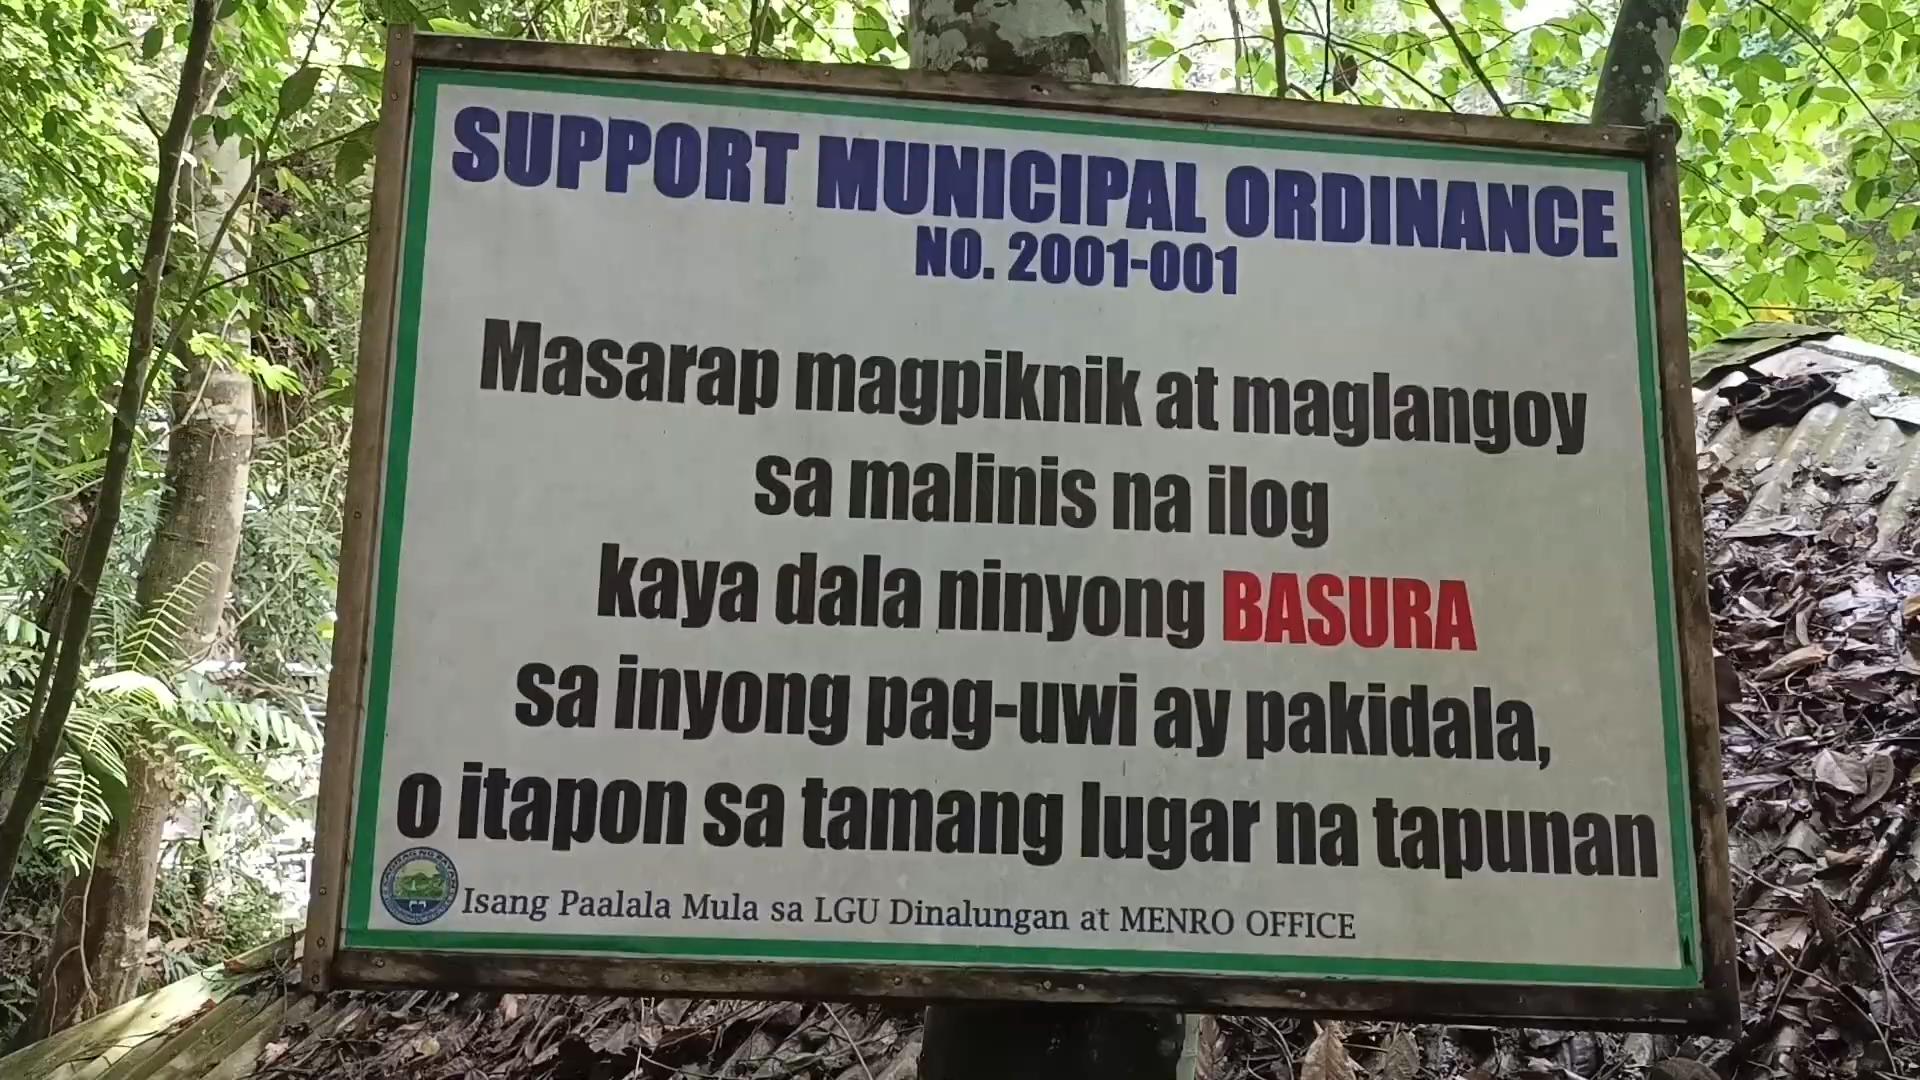 SUPPORT MUNICIPAL ORDINANCE
NO. 2001-001
Masarap magpiknik at maglangoy
sa malinis na ilog
kaya dala ninyong BASURA
sa inyong pag-uwi ay pakidala,
o itapon sa tamang lugar na tapunan
Isang Paalala Mula sa LGU Dinalungan at MENRO OFFICE